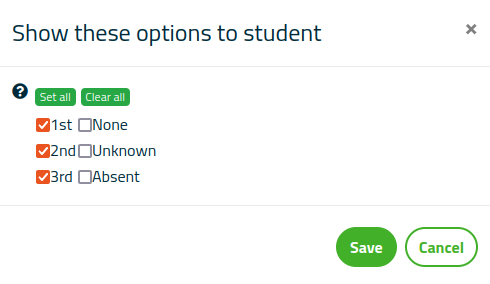 Show these options to student ×
? Set all Clear all
1st None
2nd Unknown
3rd Absent
Save Cancel